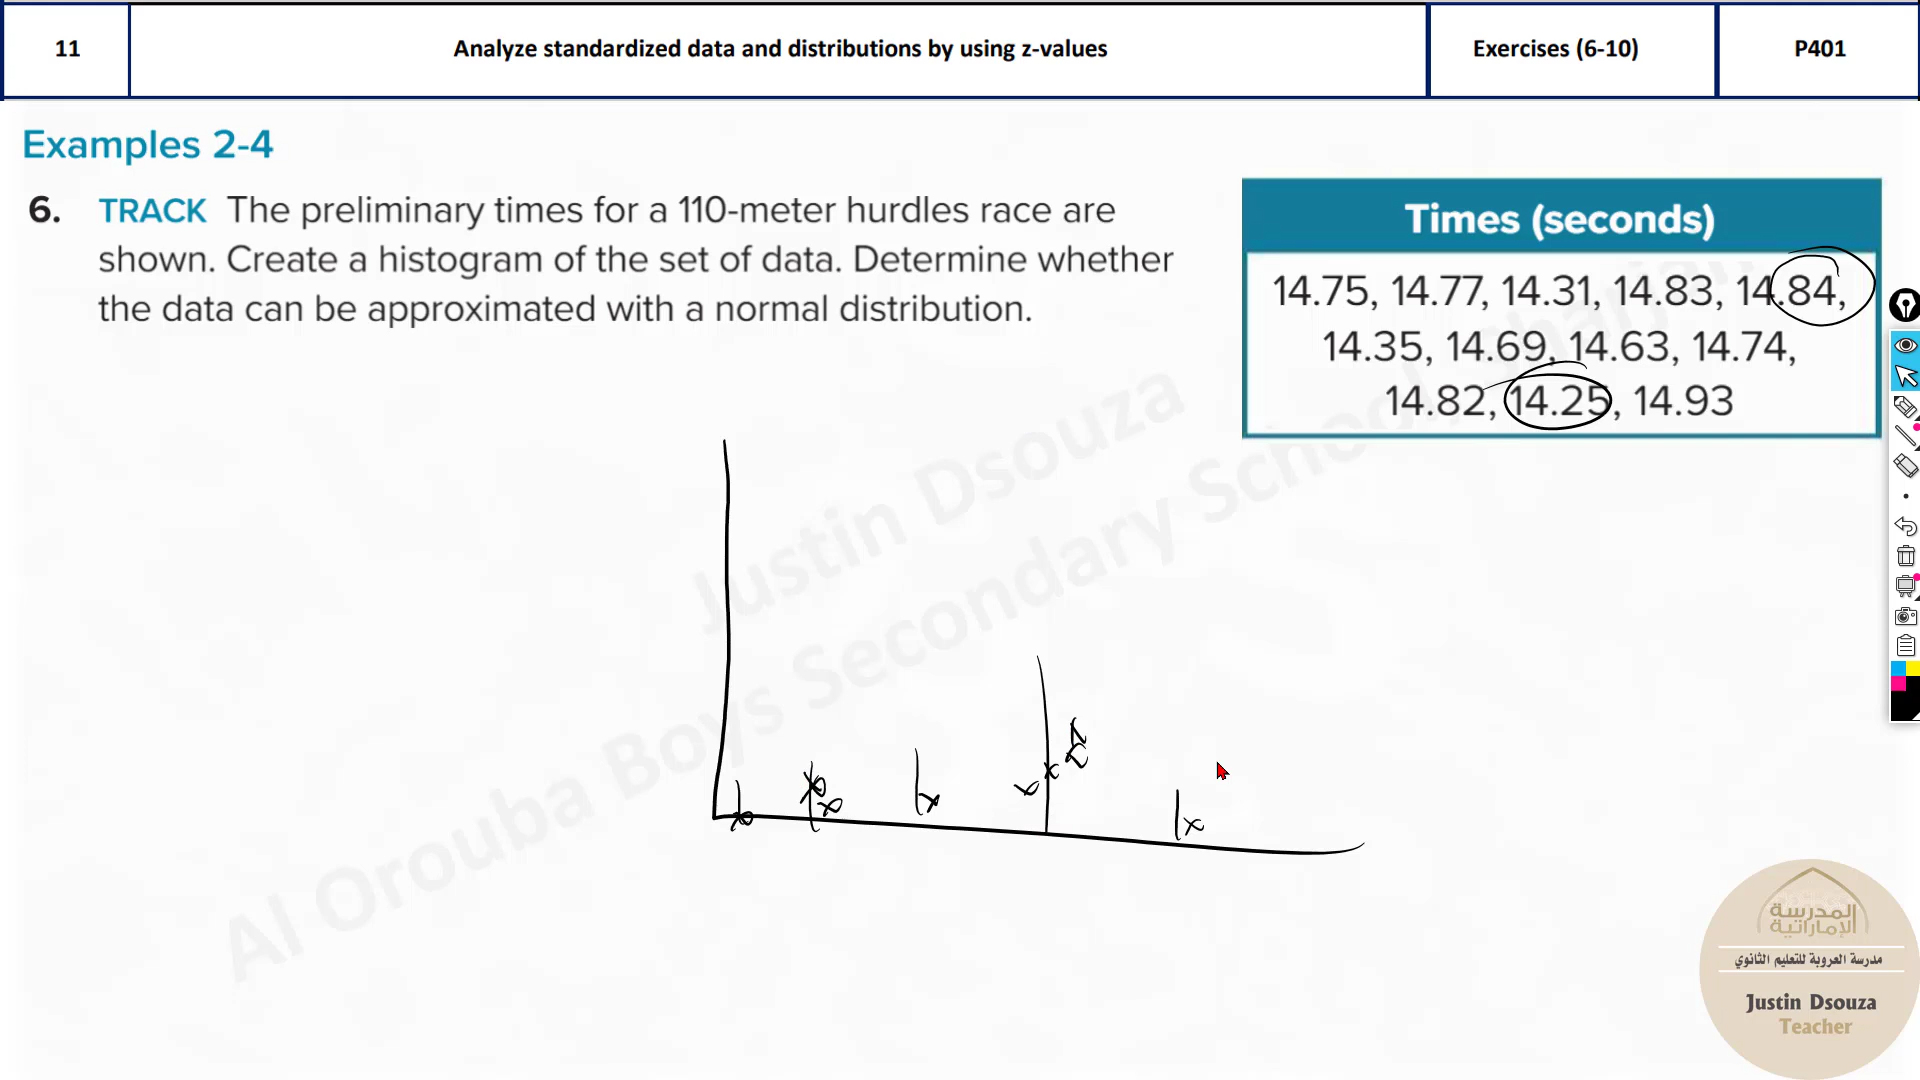 11
Analyze standardized data and distributions by using z-values
Exercises (6-10)
P401
Examples 2-4
6. TRACK The preliminary times for a 110-meter hurdles race are
shown. Create a histogram of the set of data. Determine whether
the data can be approximated with a normal distribution.
Times (seconds)
14.75, 14.77, 14.31, 14.83, 14.84,
14.35, 14.69, 14.63, 14.74,
14.82, 14.25, 14.93
Justin Dsouza
Al Orouba Boys Secondary School
المدرسة
الإماراتية
مدرسة العروبة للتعليم الثانوي
Justin Dsouza
Teacher